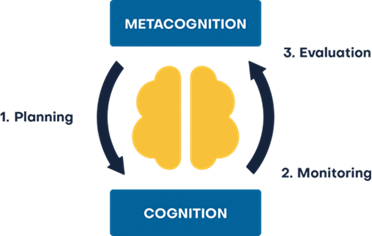 METACOGNITION
3. Evaluation
1. Planning
2. Monitoring
COGNITION